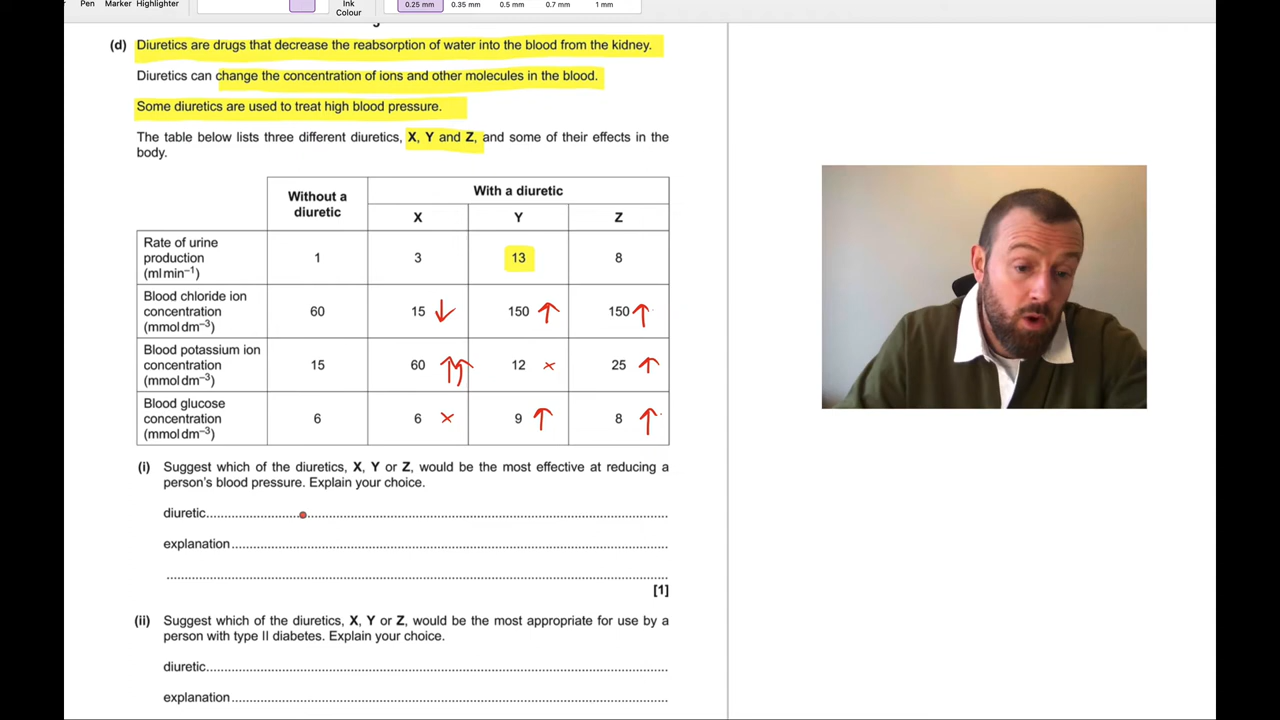 Pen Marker Highlighter Ink Colour 0.25 mm 0.35 mm 0.5 mm 0.7 mm 1 mm
(d) Diuretics are drugs that decrease the reabsorption of water into the blood from the kidney.
Diuretics can change the concentration of ions and other molecules in the blood.
Some diuretics are used to treat high blood pressure.
The table below lists three different diuretics, X, Y and Z, and some of their effects in the
body.
Without a diuretic
With a diuretic
X Y Z
Rate of urine production (ml min⁻¹) 1 3 13 8
Blood chloride ion concentration (mmol dm⁻³) 60 15 ↓ 150 ↑ 150 ↑
Blood potassium ion concentration (mmol dm⁻³) 15 60 ↑↑ 12 × 25 ↑
Blood glucose concentration (mmol dm⁻³) 6 6 × 9 ↑ 8 ↑
(i) Suggest which of the diuretics, X, Y or Z, would be the most effective at reducing a
person's blood pressure. Explain your choice.
diuretic..........
explanation..........
..........
[1]
(ii) Suggest which of the diuretics, X, Y or Z, would be the most appropriate for use by a
person with type II diabetes. Explain your choice.
diuretic..........
explanation..........